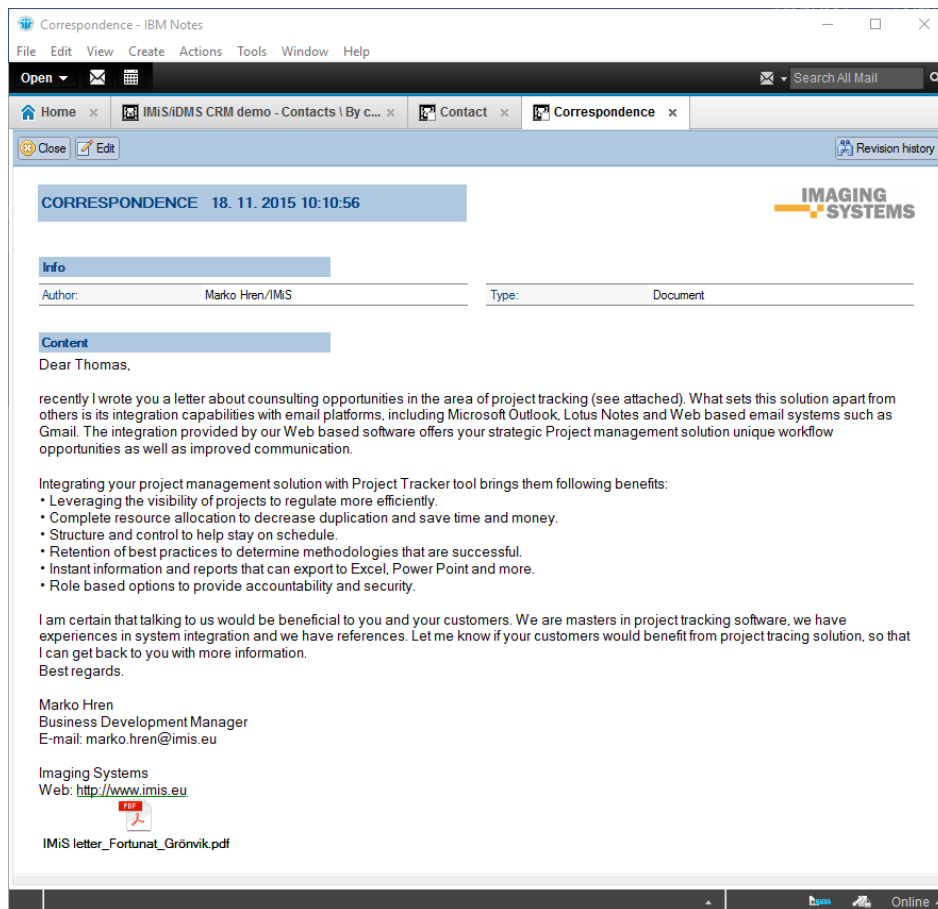 Correspondence - IBM Notes
File Edit View Create Actions Tools Window Help
Open
Search All Mail
Home
IMiS/iDMS CRM demo - Contacts \ By c...
Contact
Correspondence
Close
Edit
Revision history
CORRESPONDENCE 18. 11. 2015 10:10:56
IMAGING
SYSTEMS
Info
Author: Marko Hren/IMiS Type: Document
Content
Dear Thomas,
recently I wrote you a letter about counsulting opportunities in the area of project tracking (see attached). What sets this solution apart from
others is its integration capabilities with email platforms, including Microsoft Outlook, Lotus Notes and Web based email systems such as
Gmail. The integration provided by our Web based software offers your strategic Project management solution unique workflow
opportunities as well as improved communication.
Integrating your project management solution with Project Tracker tool brings them following benefits:
• Leveraging the visibility of projects to regulate more efficiently.
• Complete resource allocation to decrease duplication and save time and money.
• Structure and control to help stay on schedule.
• Retention of best practices to determine methodologies that are successful.
• Instant information and reports that can export to Excel, Power Point and more.
• Role based options to provide accountability and security.
I am certain that talking to us would be beneficial to you and your customers. We are masters in project tracking software, we have
experiences in system integration and we have references. Let me know if your customers would benefit from project tracing solution, so that
I can get back to you with more information.
Best regards.
Marko Hren
Business Development Manager
E-mail: marko.hren@imis.eu
Imaging Systems
Web: http://www.imis.eu
PDF
IMiS letter_Fortunat_Grönvik.pdf
Online